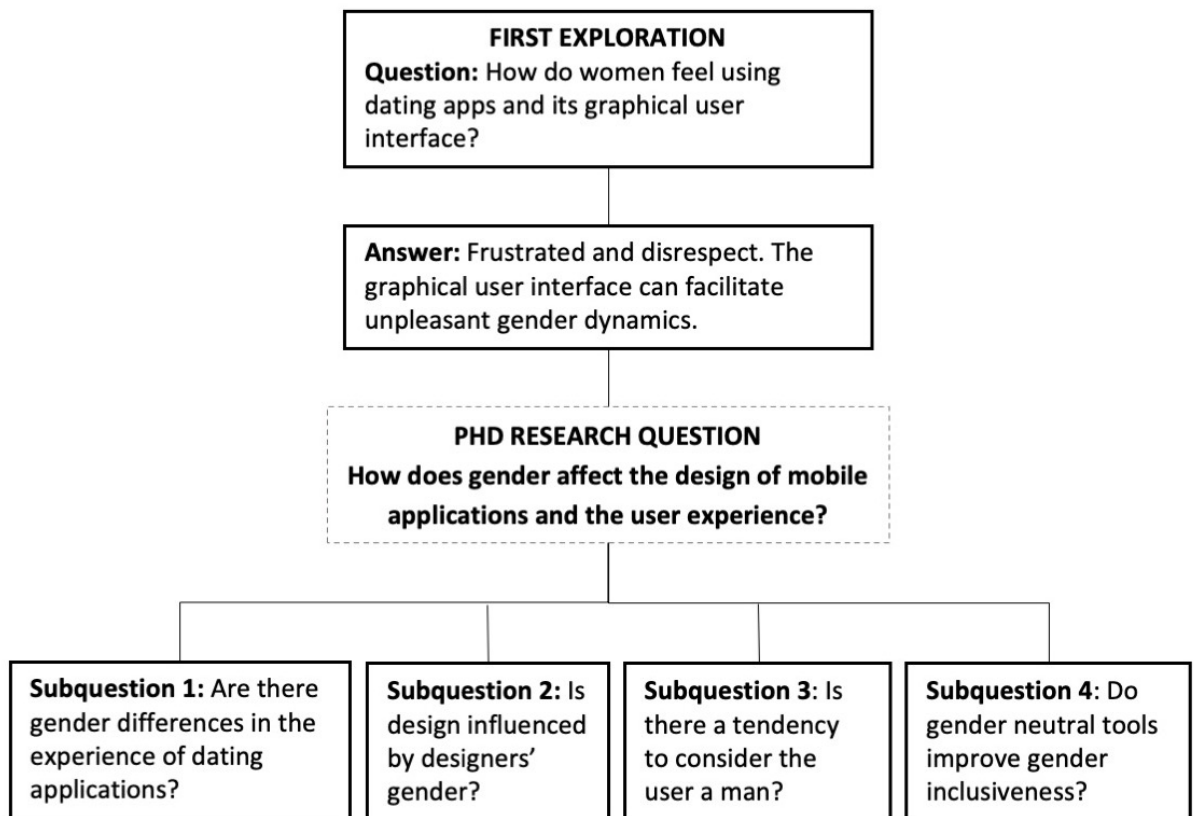 FIRST EXPLORATION
Question: How do women feel using
dating apps and its graphical user
interface?
Answer: Frustrated and disrespect. The
graphical user interface can facilitate
unpleasant gender dynamics.
PHD RESEARCH QUESTION
How does gender affect the design of mobile
applications and the user experience?
Subquestion 1: Are there
gender differences in the
experience of dating
applications?
Subquestion 2: Is
design influenced
by designers’
gender?
Subquestion 3: Is
there a tendency
to consider the
user a man?
Subquestion 4: Do
gender neutral tools
improve gender
inclusiveness?